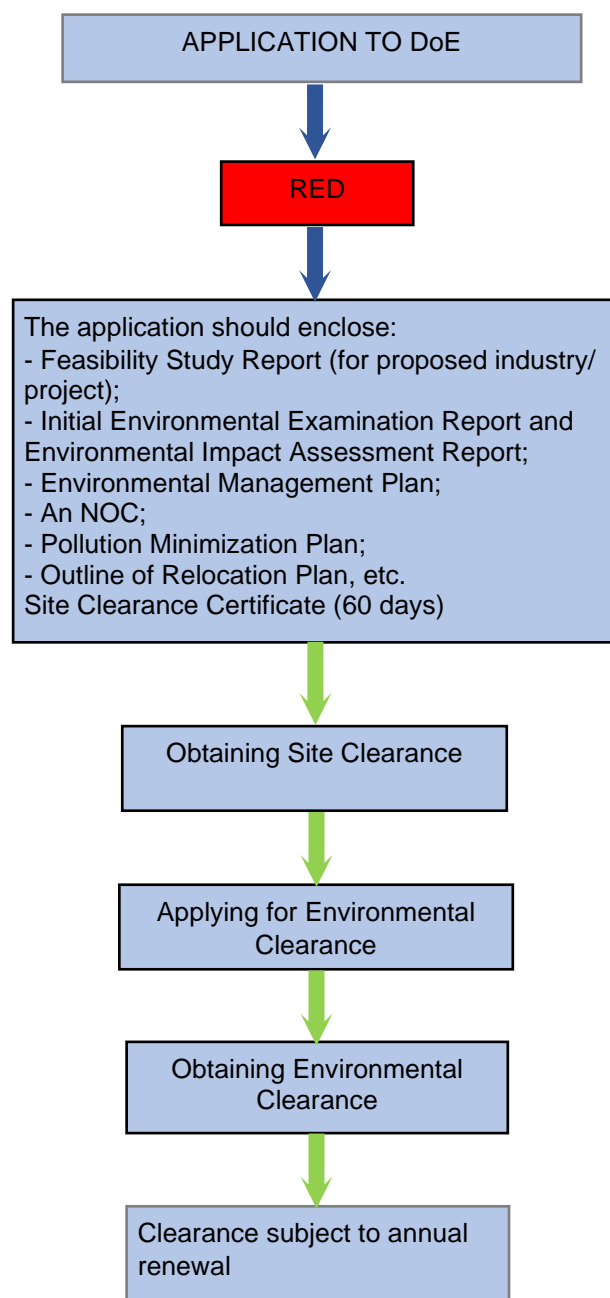 APPLICATION TO DoE
RED
The application should enclose:
- Feasibility Study Report (for proposed industry/
project);
- Initial Environmental Examination Report and
Environmental Impact Assessment Report;
- Environmental Management Plan;
- An NOC;
- Pollution Minimization Plan;
- Outline of Relocation Plan, etc.
Site Clearance Certificate (60 days)
Obtaining Site Clearance
Applying for Environmental
Clearance
Obtaining Environmental
Clearance
Clearance subject to annual
renewal